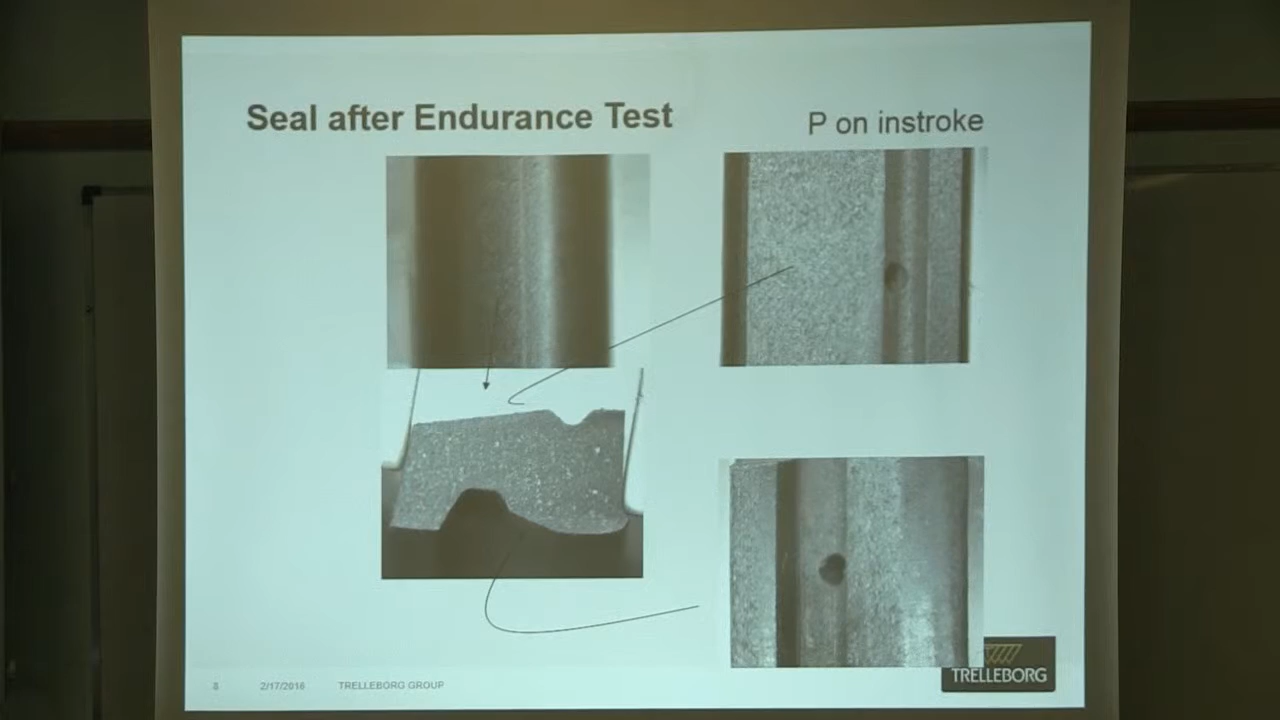 Seal after Endurance Test
P on instroke
8 2/17/2016 TRELLEBORG GROUP
TRELLEBORG